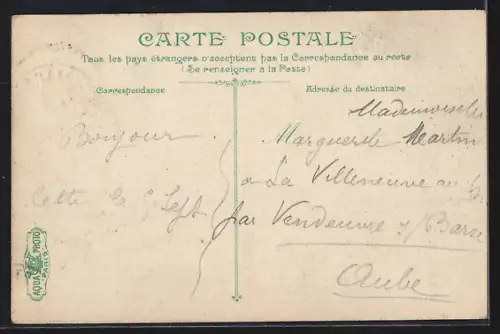 CARTE POSTALE
Tous les pays étrangers n'acceptent pas la Correspondance au recto
(Se renseigner à la Poste)
Correspondance
Adresse du destinataire
Bonjour
Cette le 5 Sept
Mademoiselle
Marguerite Martin
a La Villeneuve au
par Vendeuvre s/Barse
Aube
AQUA PHOTO
PARIS